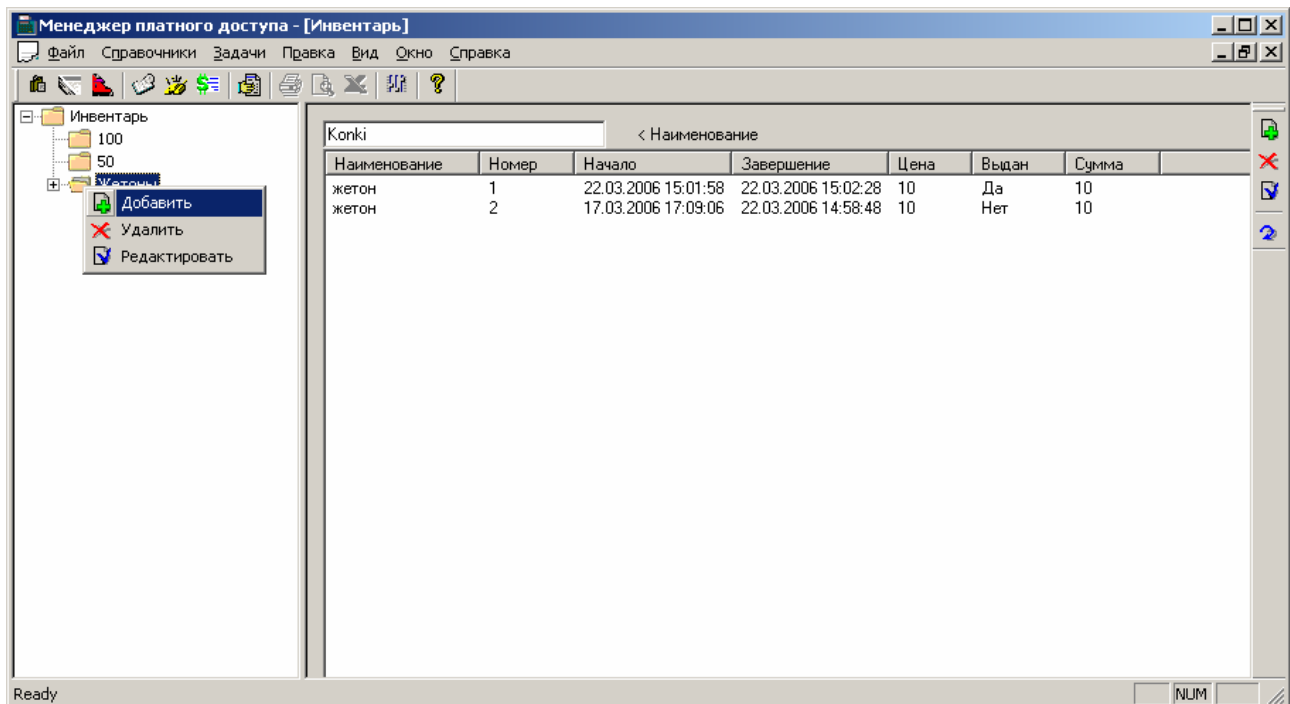 Менеджер платного доступа - [Инвентарь]
Файл Справочники Задачи Правка Вид Окно Справка
Инвентарь
100
50
Жетоны
Добавить
Удалить
Редактировать
Konki < Наименование
Наименование Номер Начало Завершение Цена Выдан Сумма
жетон 1 22.03.2006 15:01:58 22.03.2006 15:02:28 10 Да 10
жетон 2 17.03.2006 17:09:06 22.03.2006 14:58:48 10 Нет 10
Ready NUM